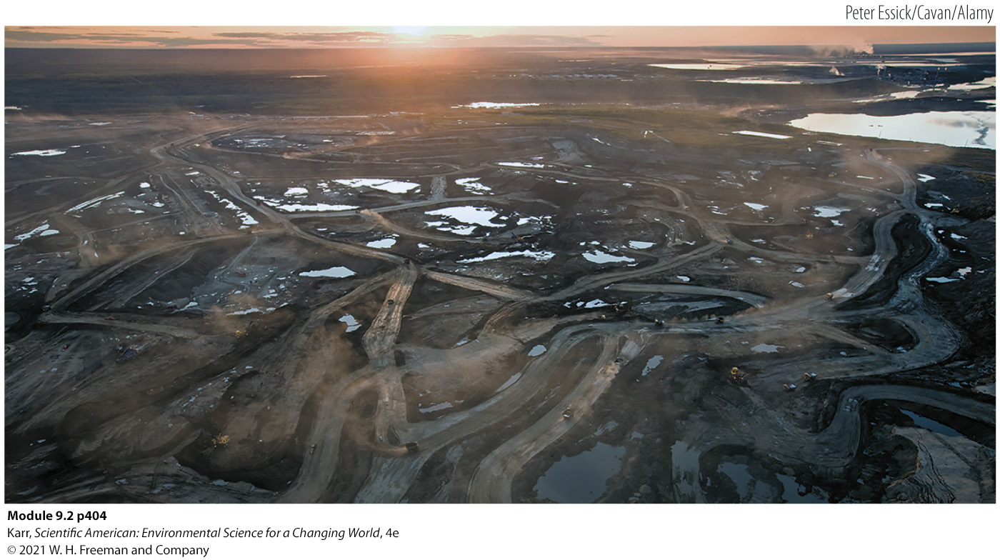 Peter Essick/Cavan/Alamy
Module 9.2 p404
Karr, Scientific American: Environmental Science for a Changing World, 4e
© 2021 W. H. Freeman and Company